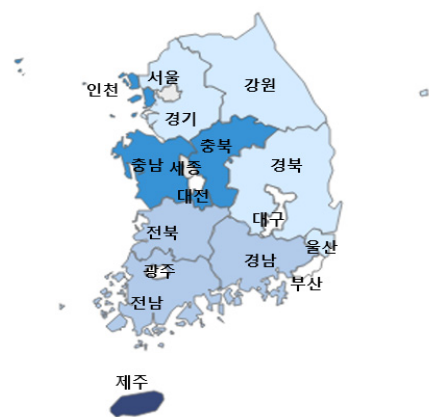 서울
강원
인천
경기
충북
충남
세종
경북
대전
대구
전북
울산
경남
광주
부산
전남
제주